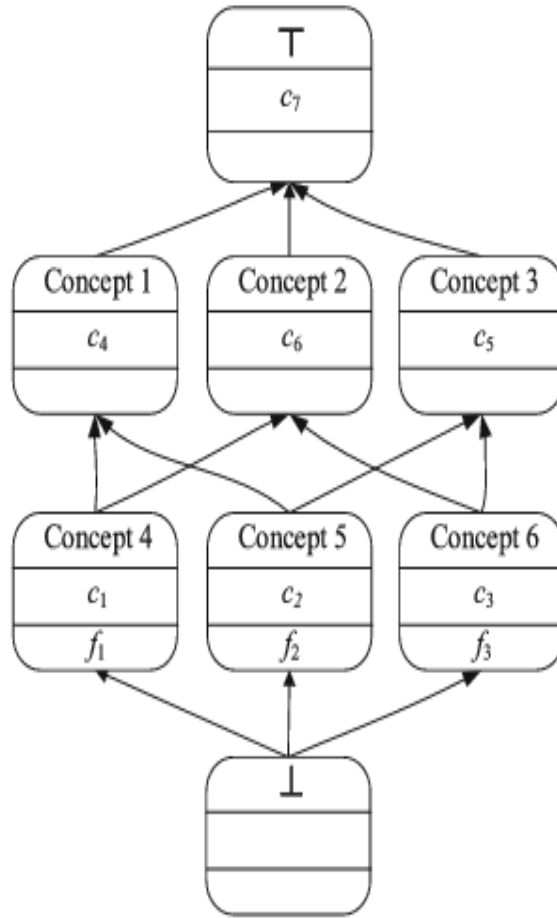 ⊤
c₇
Concept 1 Concept 2 Concept 3
c₄ c₆ c₅
Concept 4 Concept 5 Concept 6
c₁ c₂ c₃
f₁ f₂ f₃
⊥